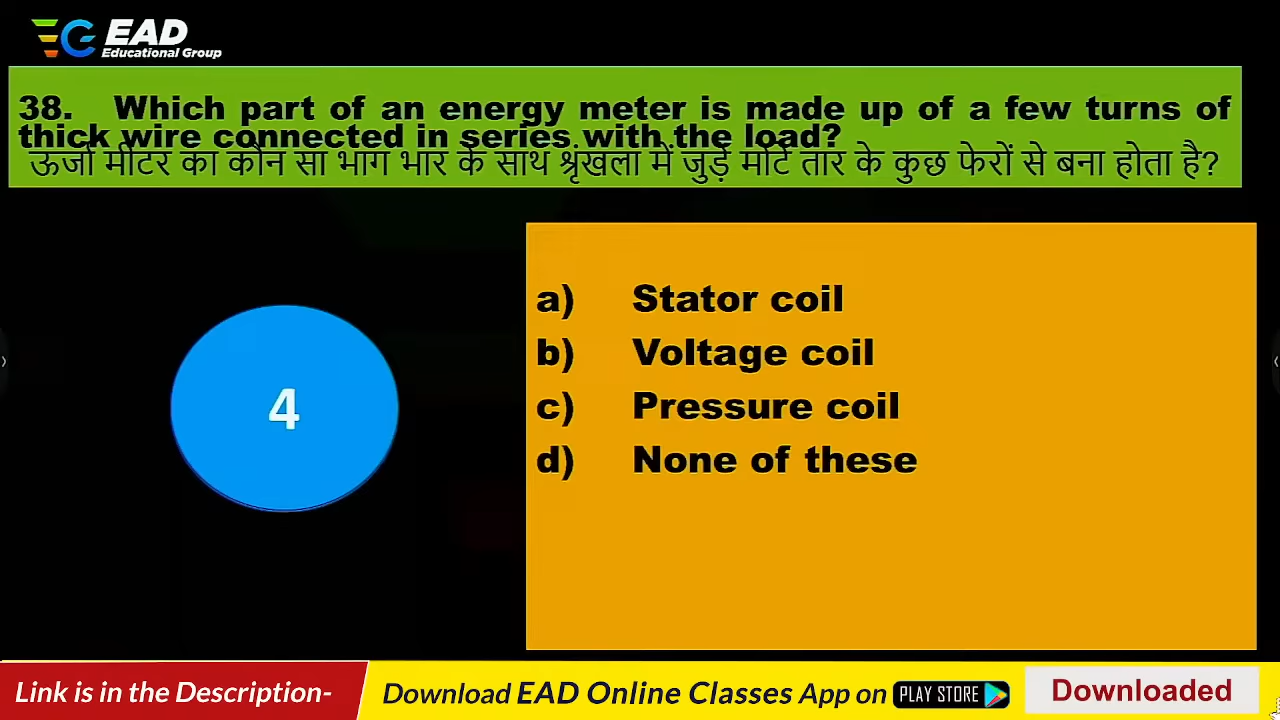 EAD
Educational Group
38. Which part of an energy meter is made up of a few turns of
thick wire connected in series with the load?
ऊर्जा मीटर का कौन सा भाग भार के साथ श्रृंखला में जुड़े मोटे तार के कुछ फेरों से बना होता है?
4
a) Stator coil
b) Voltage coil
c) Pressure coil
d) None of these
Link is in the Description-
Download EAD Online Classes App on PLAY STORE
Downloaded